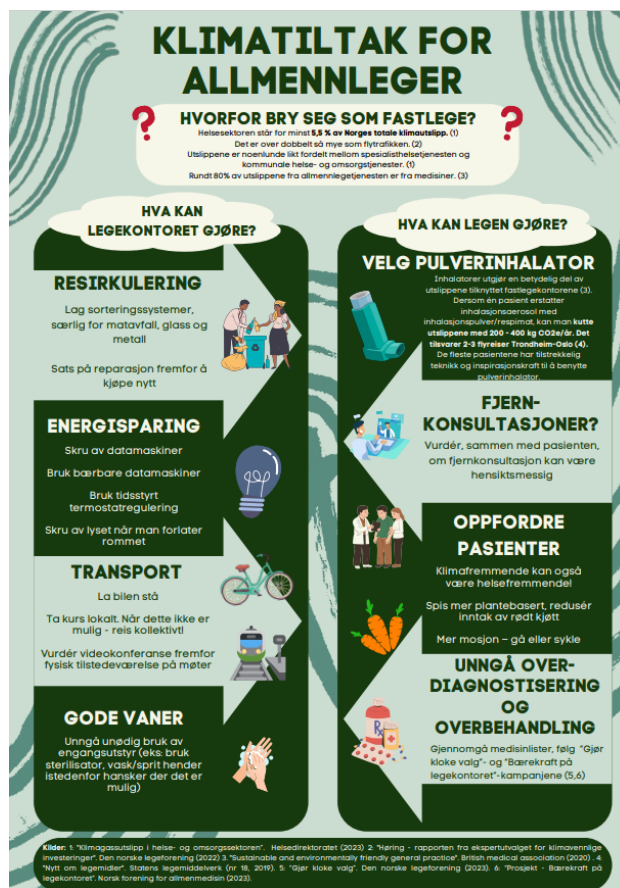 KLIMATILTAK FOR
ALLMENNLEGER
HVORFOR BRY SEG SOM FASTLEGE?
Helsesektoren står for minst 5,5 % av Norges totale klimautslipp. (1)
Det er over dobbelt så mye som flytrafikken. (2)
Utslippene er noenlunde likt fordelt mellom spesialisthelsetjenesten og
kommunale helse- og omsorgstjenester. (1)
Rundt 80% av utslippene fra allmennlegetjenesten er fra medisiner. (3)
HVA KAN
LEGEKONTORET GJØRE?
RESIRKULERING
Lag sorteringssystemer,
særlig for matavfall, glass og
metall
Sats på reparasjon fremfor å
kjøpe nytt
ENERGISPARING
Skru av datamaskiner
Bruk bærbare datamaskiner
Bruk tidsstyrt
termostatregulering
Skru av lyset når man forlater
rommet
TRANSPORT
La bilen stå
Ta kurs lokalt. Når dette ikke er
mulig - reis kollektivt!
Vurdér videokonferanse fremfor
fysisk tilstedeværelse på møter
GODE VANER
Unngå unødig bruk av
engangsutstyr (eks: bruk
sterilisator, vask/sprit hender
istedenfor hansker der det er
mulig)
HVA KAN LEGEN GJØRE?
VELG PULVERINHALATOR
Inhalatorer utgjør en betydelig del av
utslippene tilknyttet fastlegekontorene (3).
Dersom én pasient erstatter
inhalasjonsaerosol med
inhalasjonspulver/respimat, kan man kutte
utslippene med 200 - 400 kg CO2e/år. Det
tilsvarer 2-3 flyreiser Trondheim-Oslo (4).
De fleste pasientene har tilstrekkelig
teknikk og inspirasjonskraft til å benytte
pulverinhalator.
FJERN-
KONSULTASJONER?
Vurdér, sammen med pasienten,
om fjernkonsultasjon kan være
hensiktsmessig
OPPFORDRE
PASIENTER
Klimafremmende kan også
være helsefremmende!
Spis mer plantebasert, redusér
inntak av rødt kjøtt
Mer mosjon – gå eller sykle
UNNGÅ OVER-
DIAGNOSTISERING
OG
OVERBEHANDLING
Gjennomgå medisinlister, følg "Gjør
kloke valg"- og "Bærekraft på
legekontoret"-kampanjene (5,6)
Kilder: 1: "Klimagassutslipp i helse- og omsorgssektoren". Helsedirektoratet (2023) 2: "Høring - rapporten fra ekspertutvalget for klimavennlige
investeringer". Den norske legeforening (2022) 3. "Sustainable and environmentally friendly general practice". British medical association (2020) . 4:
"Nytt om legemidler". Statens legemiddelverk (nr 18, 2019). 5: "Gjør kloke valg". Den norske legeforening (2023). 6: "Prosjekt - Bærekraft på
legekontoret". Norsk forening for allmennmedisin (2023).